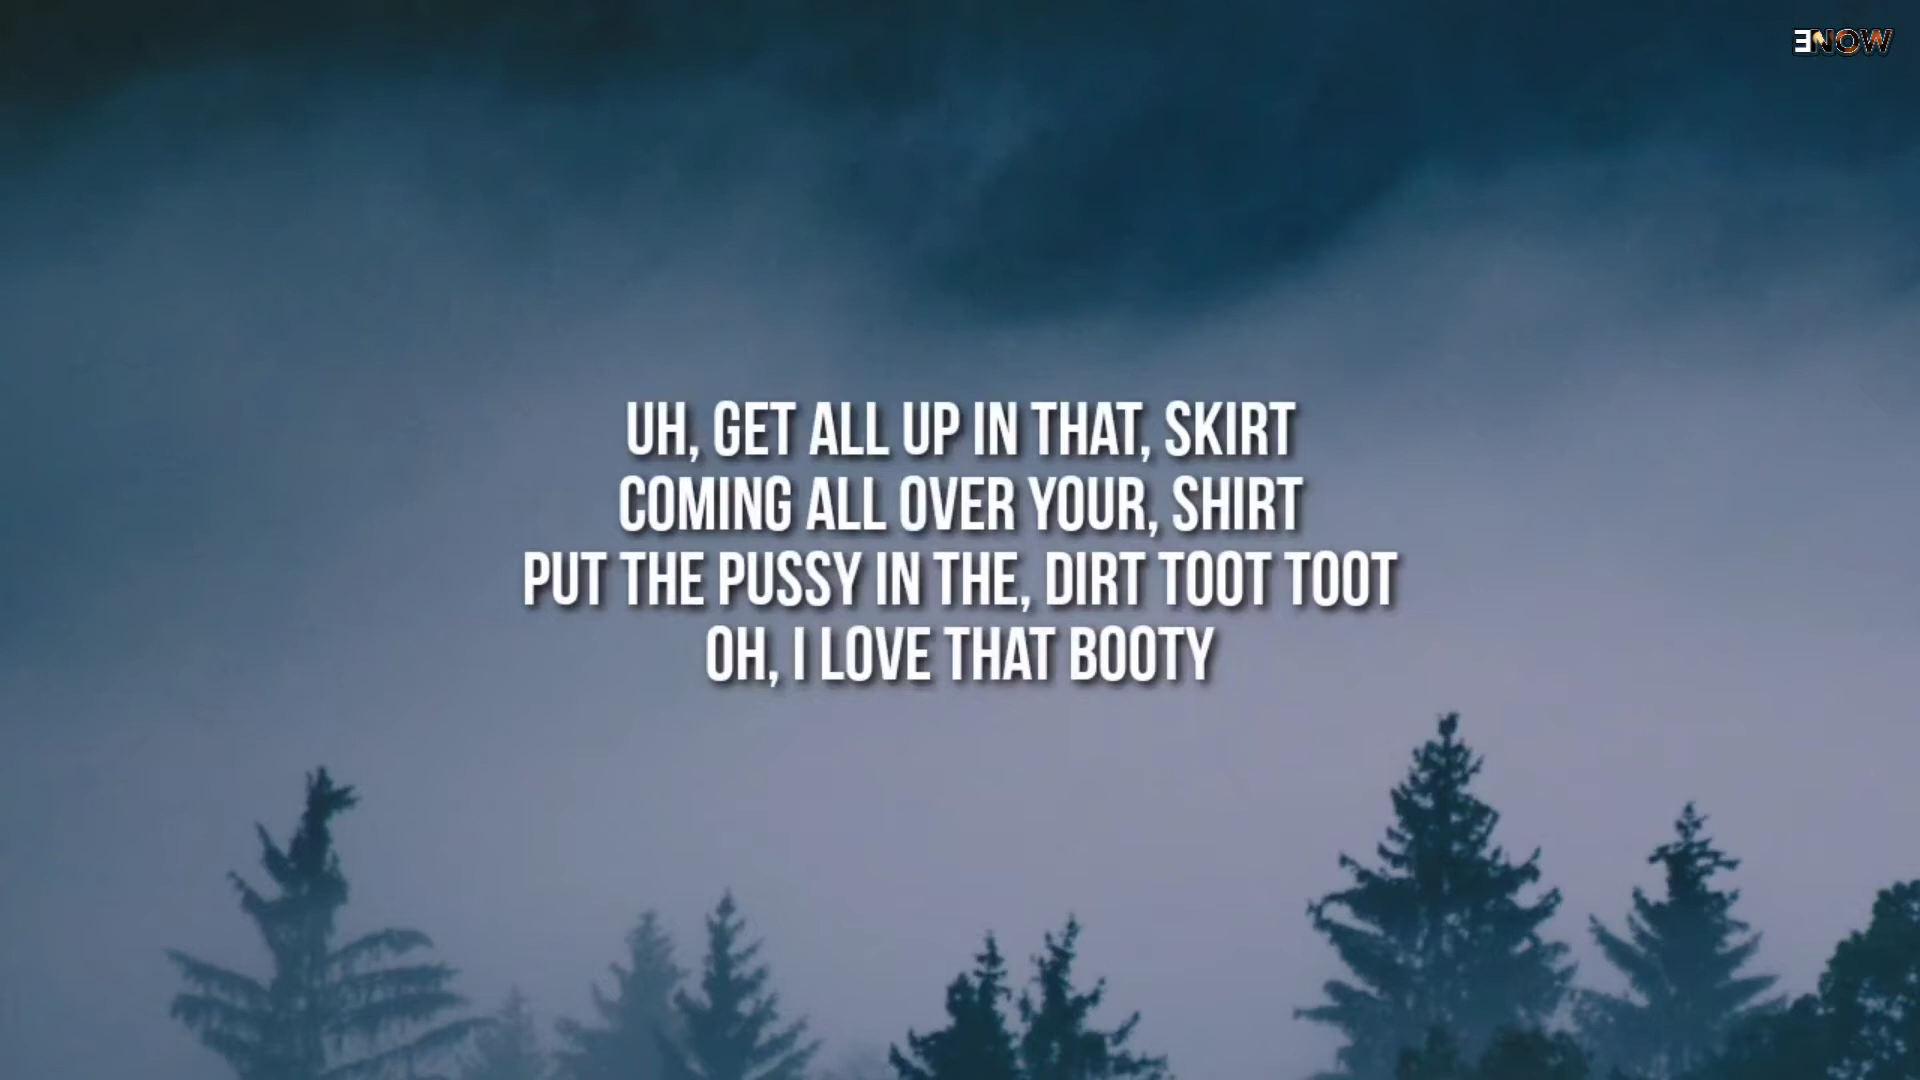 ENOW
UH, GET ALL UP IN THAT, SKIRT
COMING ALL OVER YOUR, SHIRT
PUT THE PUSSY IN THE, DIRT TOOT TOOT
OH, I LOVE THAT BOOTY